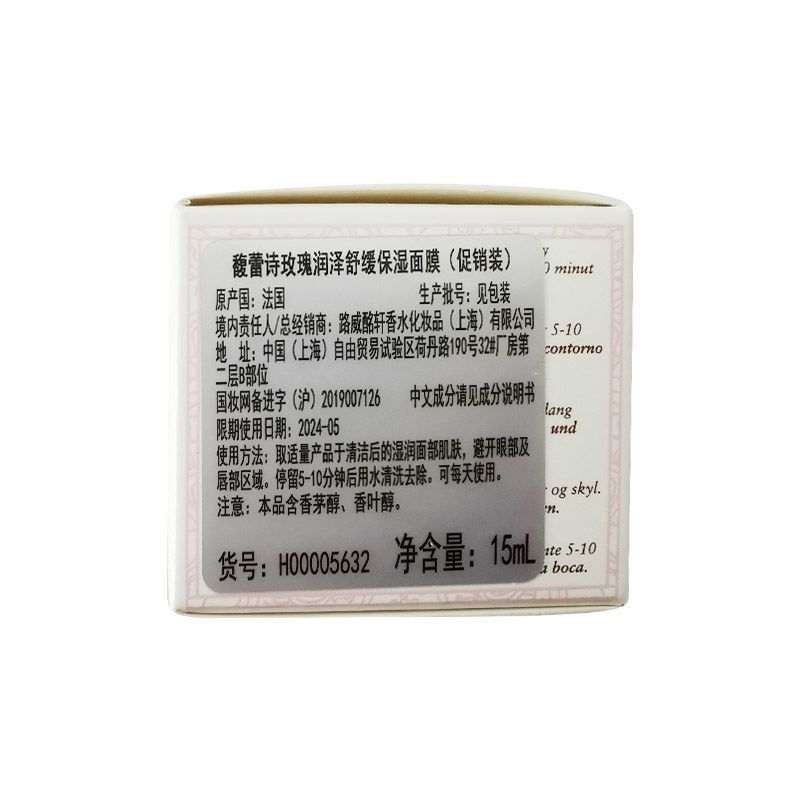 馥蕾诗玫瑰润泽舒缓保湿面膜（促销装）
原产国：法国 生产批号：见包装
境内责任人/总经销商：路威酩轩香水化妆品（上海）有限公司
地 址：中国（上海）自由贸易试验区荷丹路190号32#厂房第
二层B部位
国妆网备进字（沪）2019007126 中文成分请见成分说明书
限期使用日期：2024-05
使用方法：取适量产品于清洁后的湿润面部肌肤，避开眼部及
唇部区域。停留5-10分钟后用水清洗去除。可每天使用。
注意：本品含香茅醇、香叶醇。
货号：H00005632 净含量：15mL
0 minut
5-10
contorno
und
og skyl.
5-10
a boca.